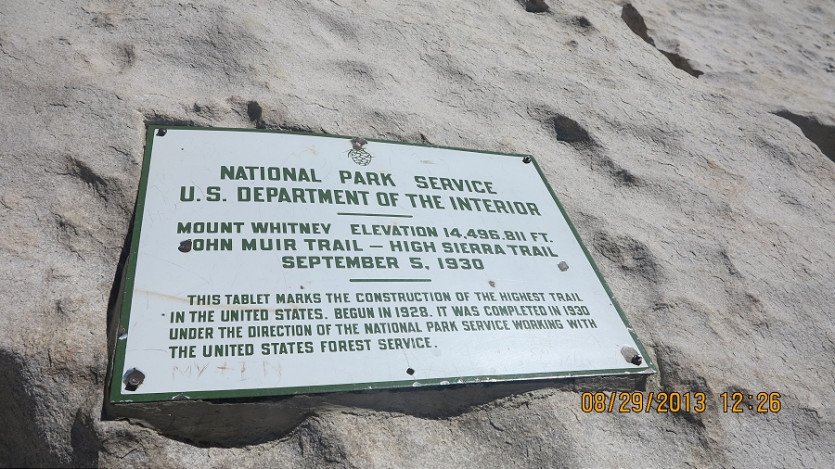 NATIONAL PARK SERVICE
U.S. DEPARTMENT OF THE INTERIOR
MOUNT WHITNEY ELEVATION 14,496.811 FT.
JOHN MUIR TRAIL – HIGH SIERRA TRAIL
SEPTEMBER 5, 1930
THIS TABLET MARKS THE CONSTRUCTION OF THE HIGHEST TRAIL
IN THE UNITED STATES. BEGUN IN 1928. IT WAS COMPLETED IN 1930
UNDER THE DIRECTION OF THE NATIONAL PARK SERVICE WORKING WITH
THE UNITED STATES FOREST SERVICE.
08/29/2013 12:26